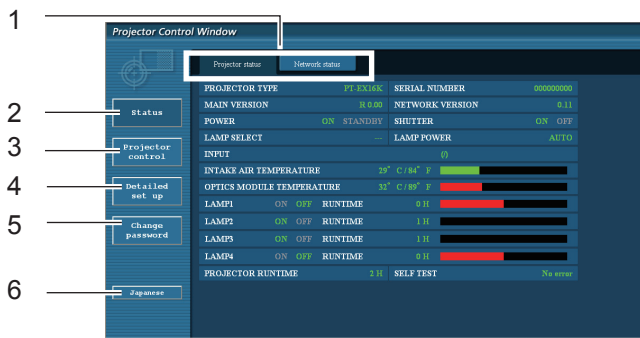 1
Projector Control Window
Projector status Network status
2 Status
3 Projector control
4 Detailed set up
5 Change password
6 Japanese
PROJECTOR TYPE PT-EX16K SERIAL NUMBER 000000000
MAIN VERSION H 0.00 NETWORK VERSION 0.11
POWER ON STANDBY SHUTTER ON OFF
LAMP SELECT --- LAMP POWER AUTO
INPUT (/)
INTAKE AIR TEMPERATURE 29° C / 84° F
OPTICS MODULE TEMPERATURE 32° C / 89° F
LAMP1 ON OFF RUNTIME 0 H
LAMP2 ON OFF RUNTIME 1 H
LAMP3 ON OFF RUNTIME 1 H
LAMP4 ON OFF RUNTIME 0 H
PROJECTOR RUNTIME 2 H SELF TEST No error